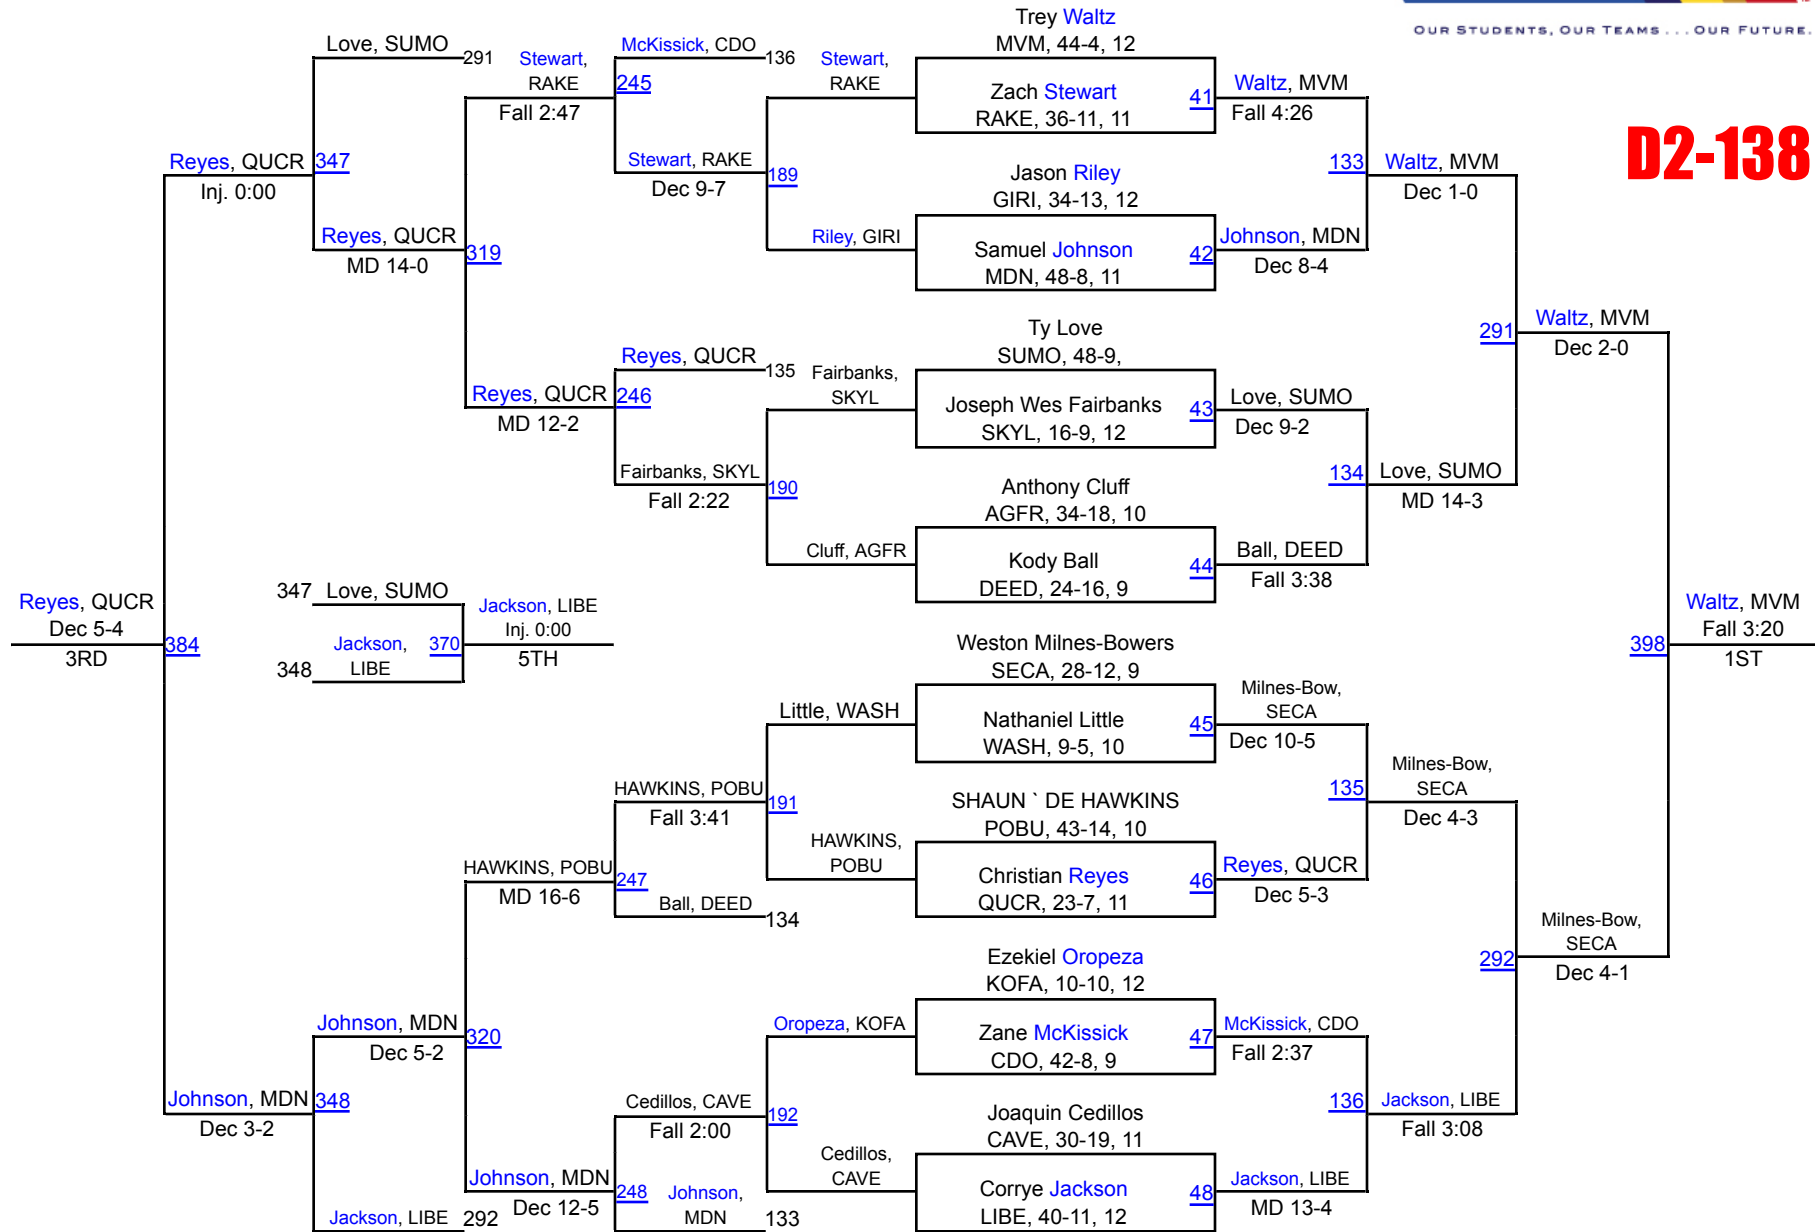 OUR STUDENTS, OUR TEAMS . . . OUR FUTURE.
D2-138
Trey Waltz
MVM, 44-4, 12
Zach Stewart
RAKE, 36-11, 11
41
Jason Riley
GIRI, 34-13, 12
Samuel Johnson
MDN, 48-8, 11
42
Ty Love
SUMO, 48-9,
Joseph Wes Fairbanks
SKYL, 16-9, 12
43
Anthony Cluff
AGFR, 34-18, 10
Kody Ball
DEED, 24-16, 9
44
Weston Milnes-Bowers
SECA, 28-12, 9
Nathaniel Little
WASH, 9-5, 10
45
SHAUN ` DE HAWKINS
POBU, 43-14, 10
Christian Reyes
QUCR, 23-7, 11
46
Ezekiel Oropeza
KOFA, 10-10, 12
Zane McKissick
CDO, 42-8, 9
47
Joaquin Cedillos
CAVE, 30-19, 11
Corrye Jackson
LIBE, 40-11, 12
48
Waltz, MVM
Fall 4:26
133
Johnson, MDN
Dec 8-4
Love, SUMO
Dec 9-2
134
Ball, DEED
Fall 3:38
Milnes-Bow,
SECA
Dec 10-5
135
Reyes, QUCR
Dec 5-3
McKissick, CDO
Fall 2:37
136
Jackson, LIBE
MD 13-4
Waltz, MVM
Dec 1-0
291
Love, SUMO
MD 14-3
Milnes-Bow,
SECA
Dec 4-3
292
Jackson, LIBE
Fall 3:08
Waltz, MVM
Dec 2-0
398
Milnes-Bow,
SECA
Dec 4-1
Waltz, MVM
Fall 3:20
1ST
Stewart,
RAKE
189
Riley, GIRI
Fairbanks,
SKYL
190
Cluff, AGFR
Little, WASH
191
HAWKINS,
POBU
Oropeza, KOFA
192
Cedillos,
CAVE
McKissick, CDO
136
245
Stewart, RAKE
Dec 9-7
Reyes, QUCR
135
246
Fairbanks, SKYL
Fall 2:22
HAWKINS, POBU
Fall 3:41
247
Ball, DEED
134
Cedillos, CAVE
Fall 2:00
248
Johnson,
MDN
133
Stewart,
RAKE
Fall 2:47
319
Reyes, QUCR
MD 12-2
HAWKINS, POBU
MD 16-6
320
Johnson, MDN
Dec 12-5
Love, SUMO
291
347
Reyes, QUCR
MD 14-0
Johnson, MDN
Dec 5-2
348
Jackson, LIBE
292
Reyes, QUCR
Inj. 0:00
384
Johnson, MDN
Dec 3-2
Reyes, QUCR
Dec 5-4
3RD
347 Love, SUMO
Jackson,
348 LIBE
370
Jackson, LIBE
Inj. 0:00
5TH